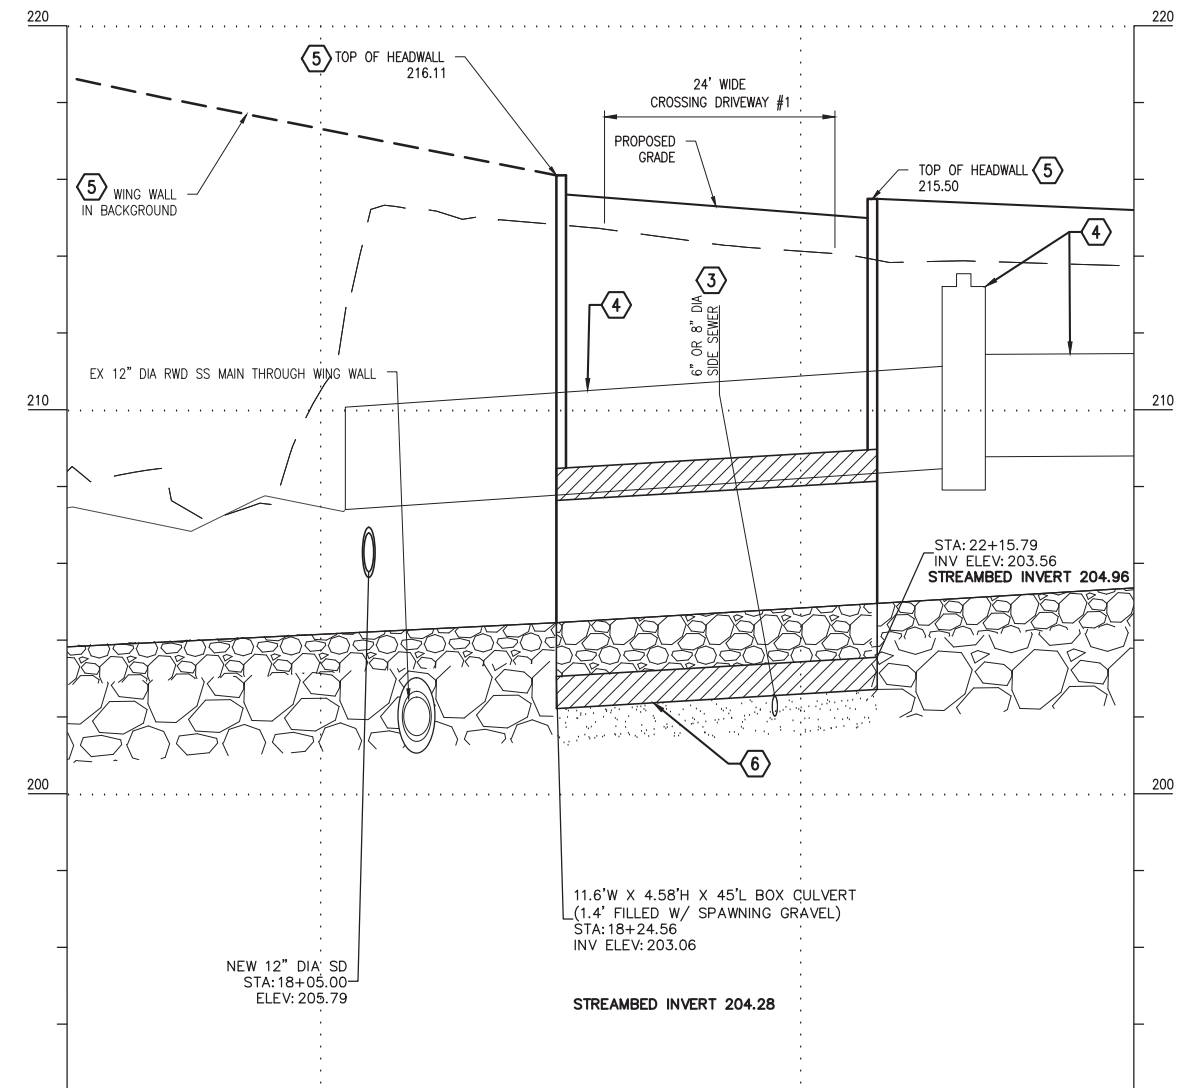 220
220
5 TOP OF HEADWALL
216.11
24' WIDE
CROSSING DRIVEWAY #1
PROPOSED
GRADE
TOP OF HEADWALL 5
215.50
5 WING WALL
IN BACKGROUND
4
3
6" OR 8" DIA
SIDE SEWER
4
EX 12" DIA RWD SS MAIN THROUGH WING WALL
210
210
STA: 22+15.79
INV ELEV: 203.56
STREAMBED INVERT 204.96
6
200
200
11.6'W X 4.58'H X 45'L BOX CULVERT
(1.4' FILLED W/ SPAWNING GRAVEL)
STA: 18+24.56
INV ELEV: 203.06
NEW 12" DIA SD
STA: 18+05.00
ELEV: 205.79
STREAMBED INVERT 204.28